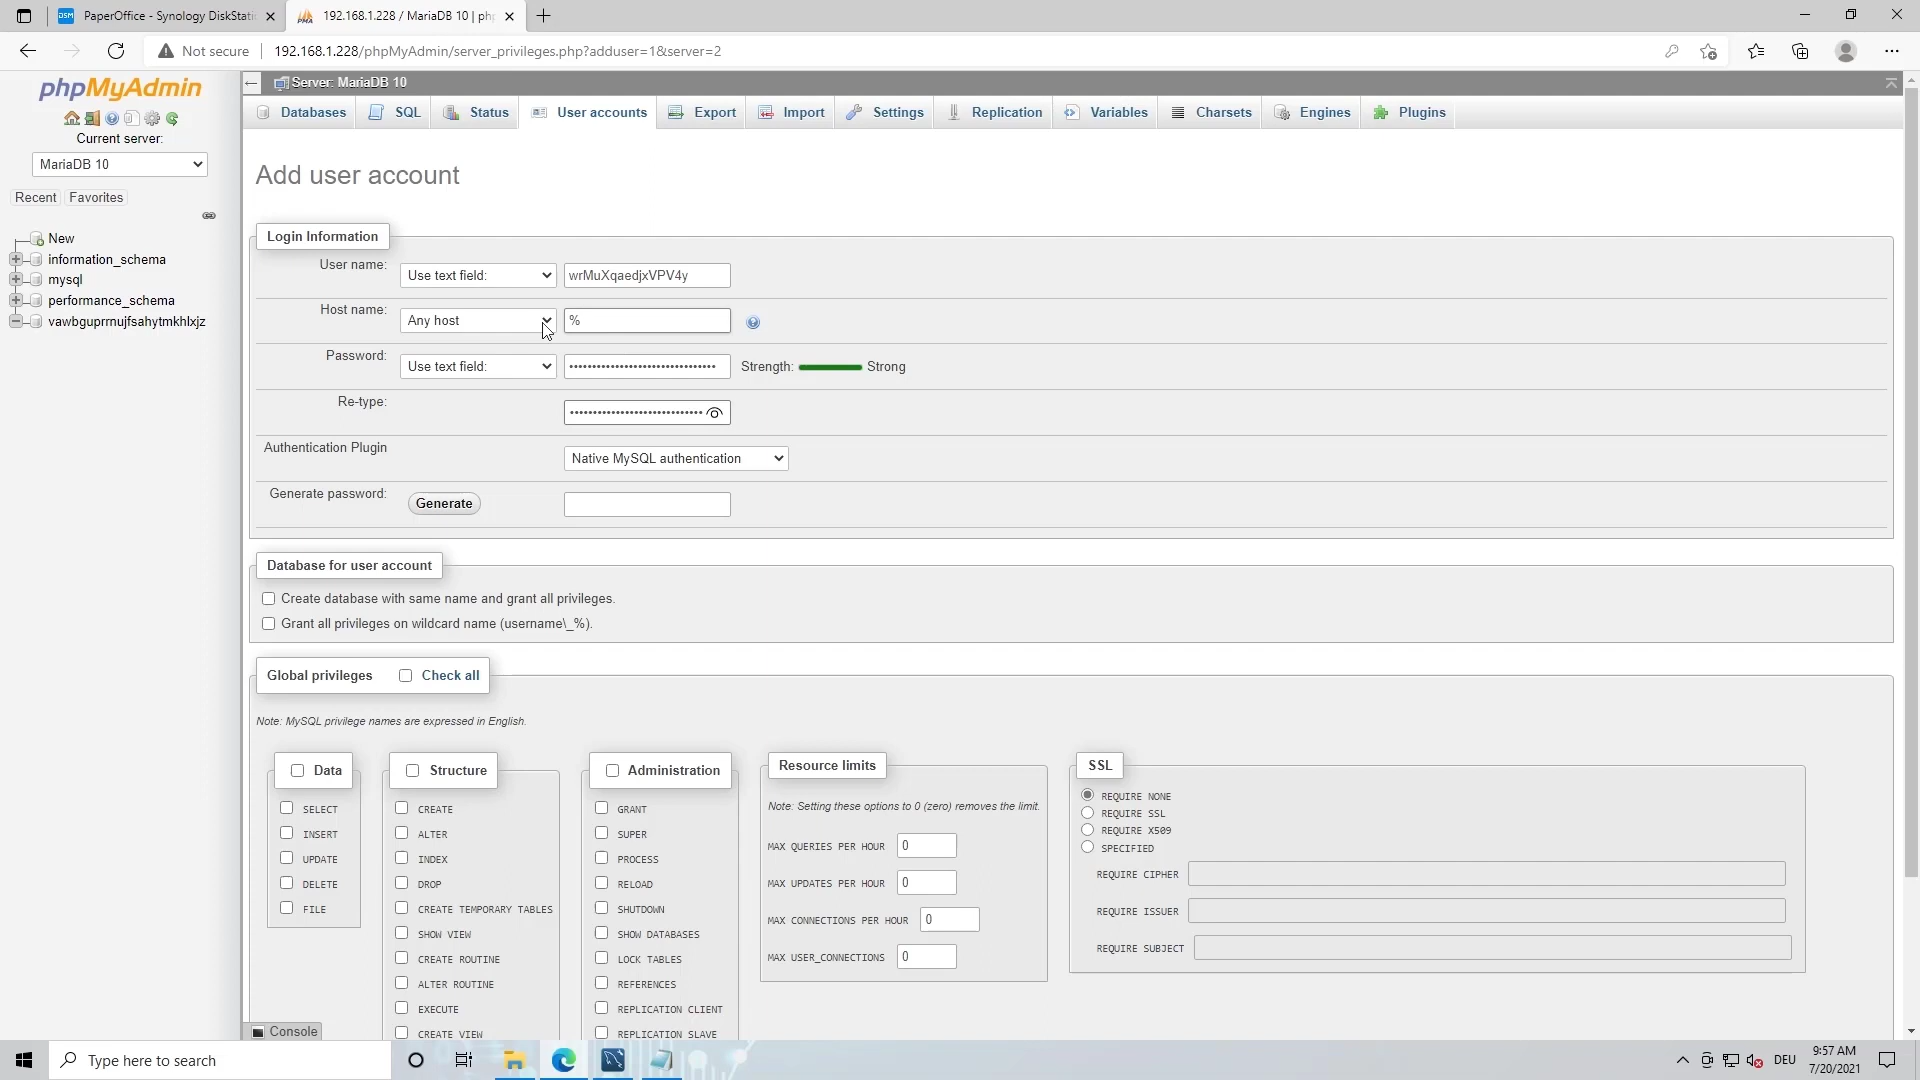 PaperOffice - Synology DiskStati
192.168.1.228 / MariaDB 10 | php
Not secure
192.168.1.228/phpMyAdmin/server_privileges.php?adduser=1&server=2
phpMyAdmin
Current server:
MariaDB 10
Recent
Favorites
New
information_schema
mysql
performance_schema
vawbguprrnujfsahytmkhlxjz
Server: MariaDB 10
Databases
SQL
Status
User accounts
Export
Import
Settings
Replication
Variables
Charsets
Engines
Plugins
Add user account
Login Information
User name:
Use text field:
wrMuXqaedjxVPV4y
Host name:
Any host
%
Password:
Use text field:
Strength:
Strong
Re-type:
Authentication Plugin
Native MySQL authentication
Generate password:
Generate
Database for user account
Create database with same name and grant all privileges.
Grant all privileges on wildcard name (username\_%).
Global privileges
Check all
Note: MySQL privilege names are expressed in English.
Data
SELECT
INSERT
UPDATE
DELETE
FILE
Structure
CREATE
ALTER
INDEX
DROP
CREATE TEMPORARY TABLES
SHOW VIEW
CREATE ROUTINE
ALTER ROUTINE
EXECUTE
CREATE VIEW
Administration
GRANT
SUPER
PROCESS
RELOAD
SHUTDOWN
SHOW DATABASES
LOCK TABLES
REFERENCES
REPLICATION CLIENT
REPLICATION SLAVE
Resource limits
Note: Setting these options to 0 (zero) removes the limit.
MAX QUERIES PER HOUR 0
MAX UPDATES PER HOUR 0
MAX CONNECTIONS PER HOUR 0
MAX USER_CONNECTIONS 0
SSL
REQUIRE NONE
REQUIRE SSL
REQUIRE X509
SPECIFIED
REQUIRE CIPHER
REQUIRE ISSUER
REQUIRE SUBJECT
Console
Type here to search
DEU
9:57 AM
7/20/2021